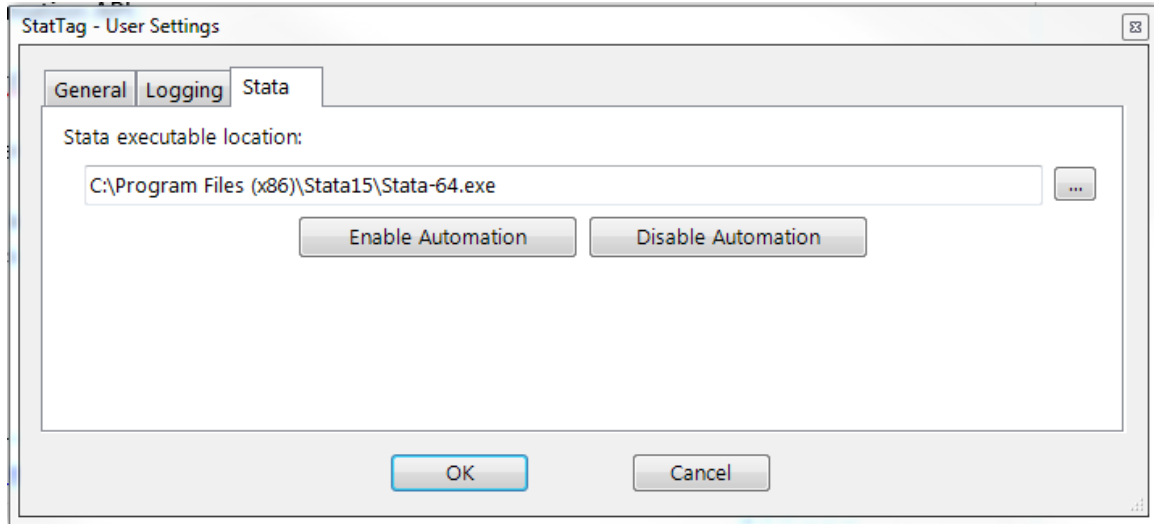 StatTag - User Settings
General Logging Stata
Stata executable location:
C:\Program Files (x86)\Stata15\Stata-64.exe
...
Enable Automation Disable Automation
OK Cancel